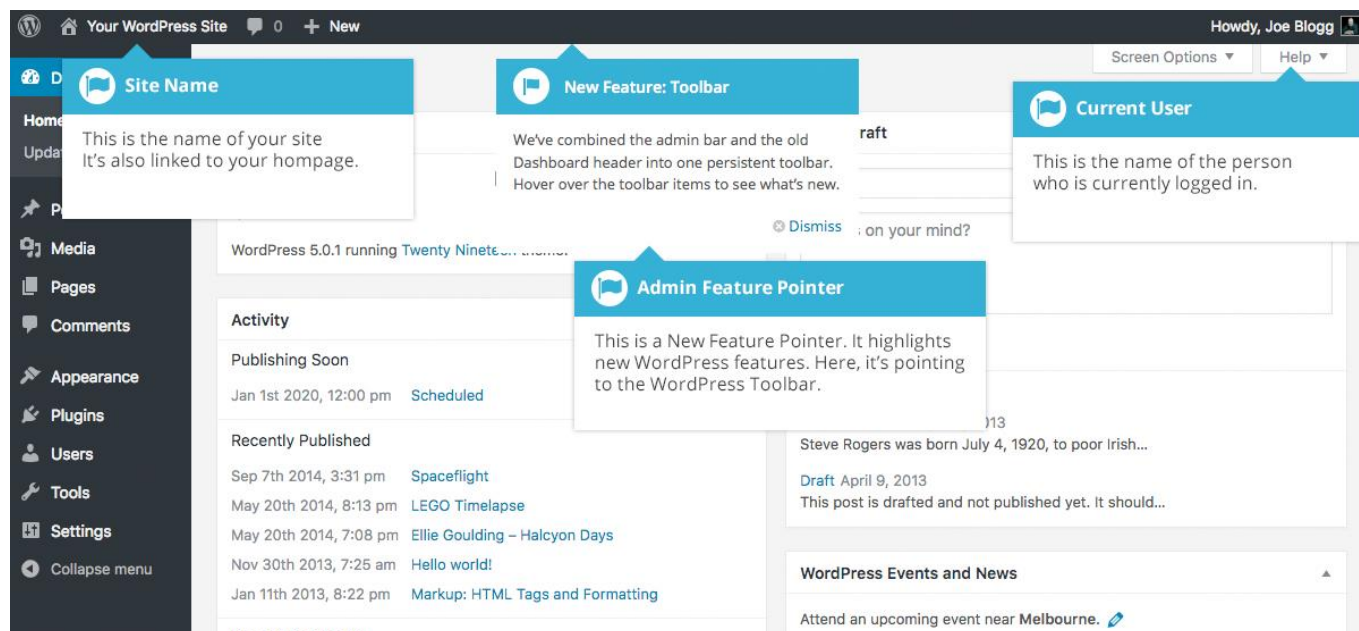 Your WordPress Site 0 + New Howdy, Joe Blogg
Screen Options ▼ Help ▼
Site Name
This is the name of your site
It's also linked to your hompage.
New Feature: Toolbar
We've combined the admin bar and the old
Dashboard header into one persistent toolbar.
Hover over the toolbar items to see what's new.
Dismiss
Current User
This is the name of the person
who is currently logged in.
Admin Feature Pointer
This is a New Feature Pointer. It highlights
new WordPress features. Here, it's pointing
to the WordPress Toolbar.
Media
Pages
Comments
Appearance
Plugins
Users
Tools
Settings
Collapse menu
WordPress 5.0.1 running Twenty
Activity
Publishing Soon
Jan 1st 2020, 12:00 pm Scheduled
Recently Published
Sep 7th 2014, 3:31 pm Spaceflight
May 20th 2014, 8:13 pm LEGO Timelapse
May 20th 2014, 7:08 pm Ellie Goulding – Halcyon Days
Nov 30th 2013, 7:25 am Hello world!
Jan 11th 2013, 8:22 pm Markup: HTML Tags and Formatting
on your mind?
Steve Rogers was born July 4, 1920, to poor Irish...
Draft April 9, 2013
This post is drafted and not published yet. It should...
WordPress Events and News
Attend an upcoming event near Melbourne.